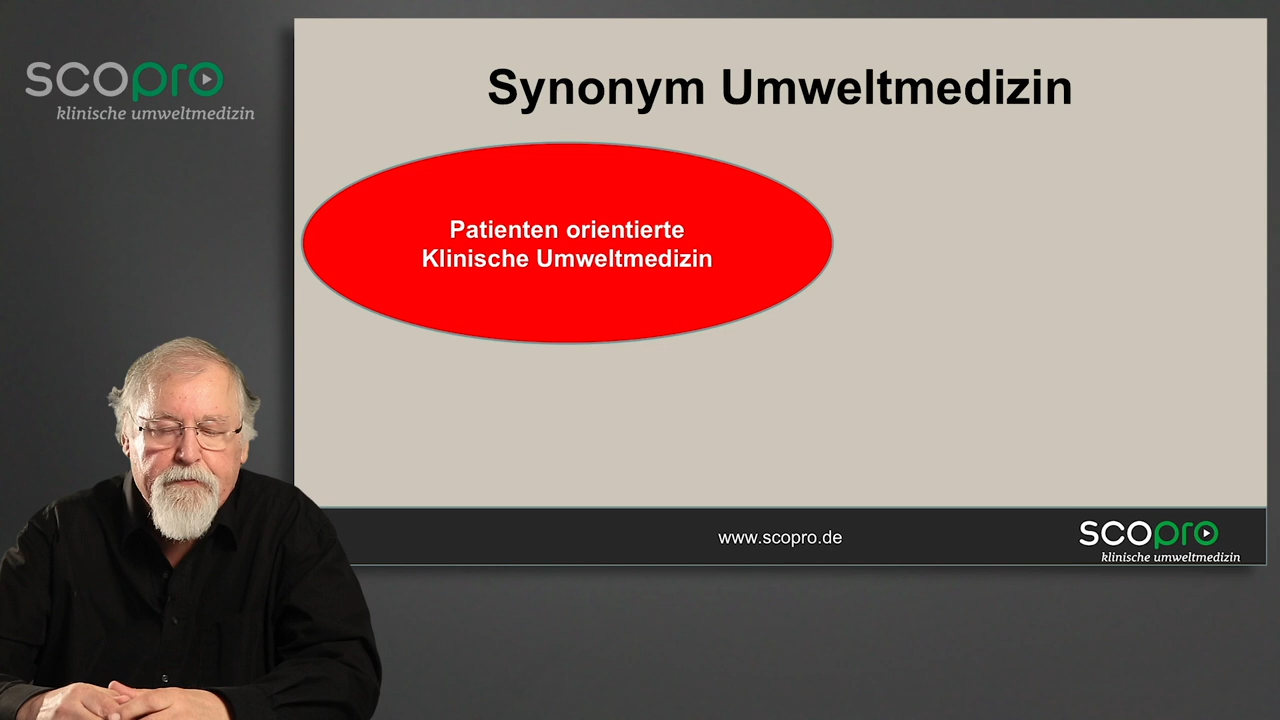 scopro
klinische umweltmedizin
Synonym Umweltmedizin
Patienten orientierte
Klinische Umweltmedizin
www.scopro.de
scopro
klinische umweltmedizin